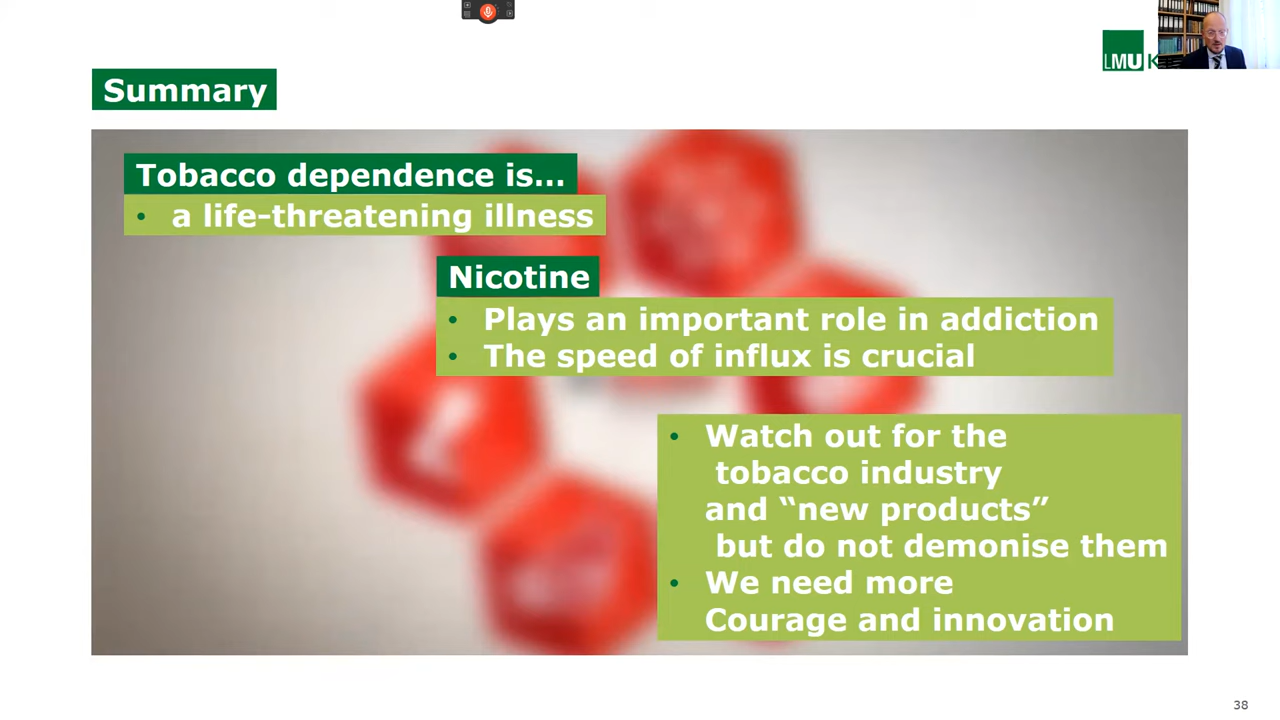 LMU K
Summary
Tobacco dependence is...
• a life-threatening illness
Nicotine
• Plays an important role in addiction
• The speed of influx is crucial
• Watch out for the
tobacco industry
and “new products”
but do not demonise them
• We need more
Courage and innovation
38